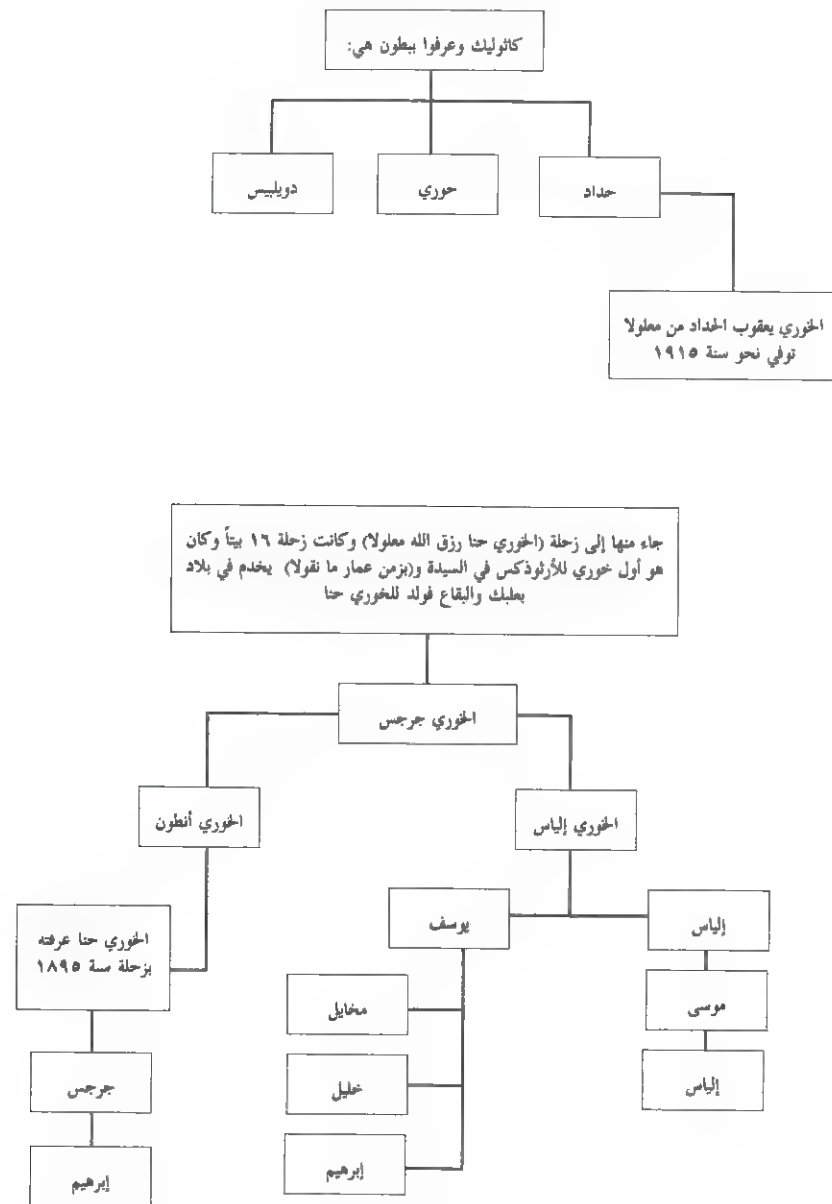 كاثوليك وعرفوا ببطون هي:
حداد
حوري
دويلبيس
الخوري يعقوب الحداد من معلولا
توفي نحو سنة ١٩١٥
جاء منها إلى زحلة (الخوري حنا رزق الله معلولا) وكانت زحلة ١٦ بيتاً وكان
هو أول خوري للأرثوذكس في السيدة و(بزمن عمار ما نقولا) يخدم في بلاد
بعلبك والبقاع فولد للخوري حنا
الخوري جرجس
الخوري إلياس
الخوري أنطون
إلياس
يوسف
الخوري حنا عرفته
بزحلة سنة ١٨٩٥
موسى
مخايل
إلياس
خليل
جرجس
إبرهيم
إبرهيم